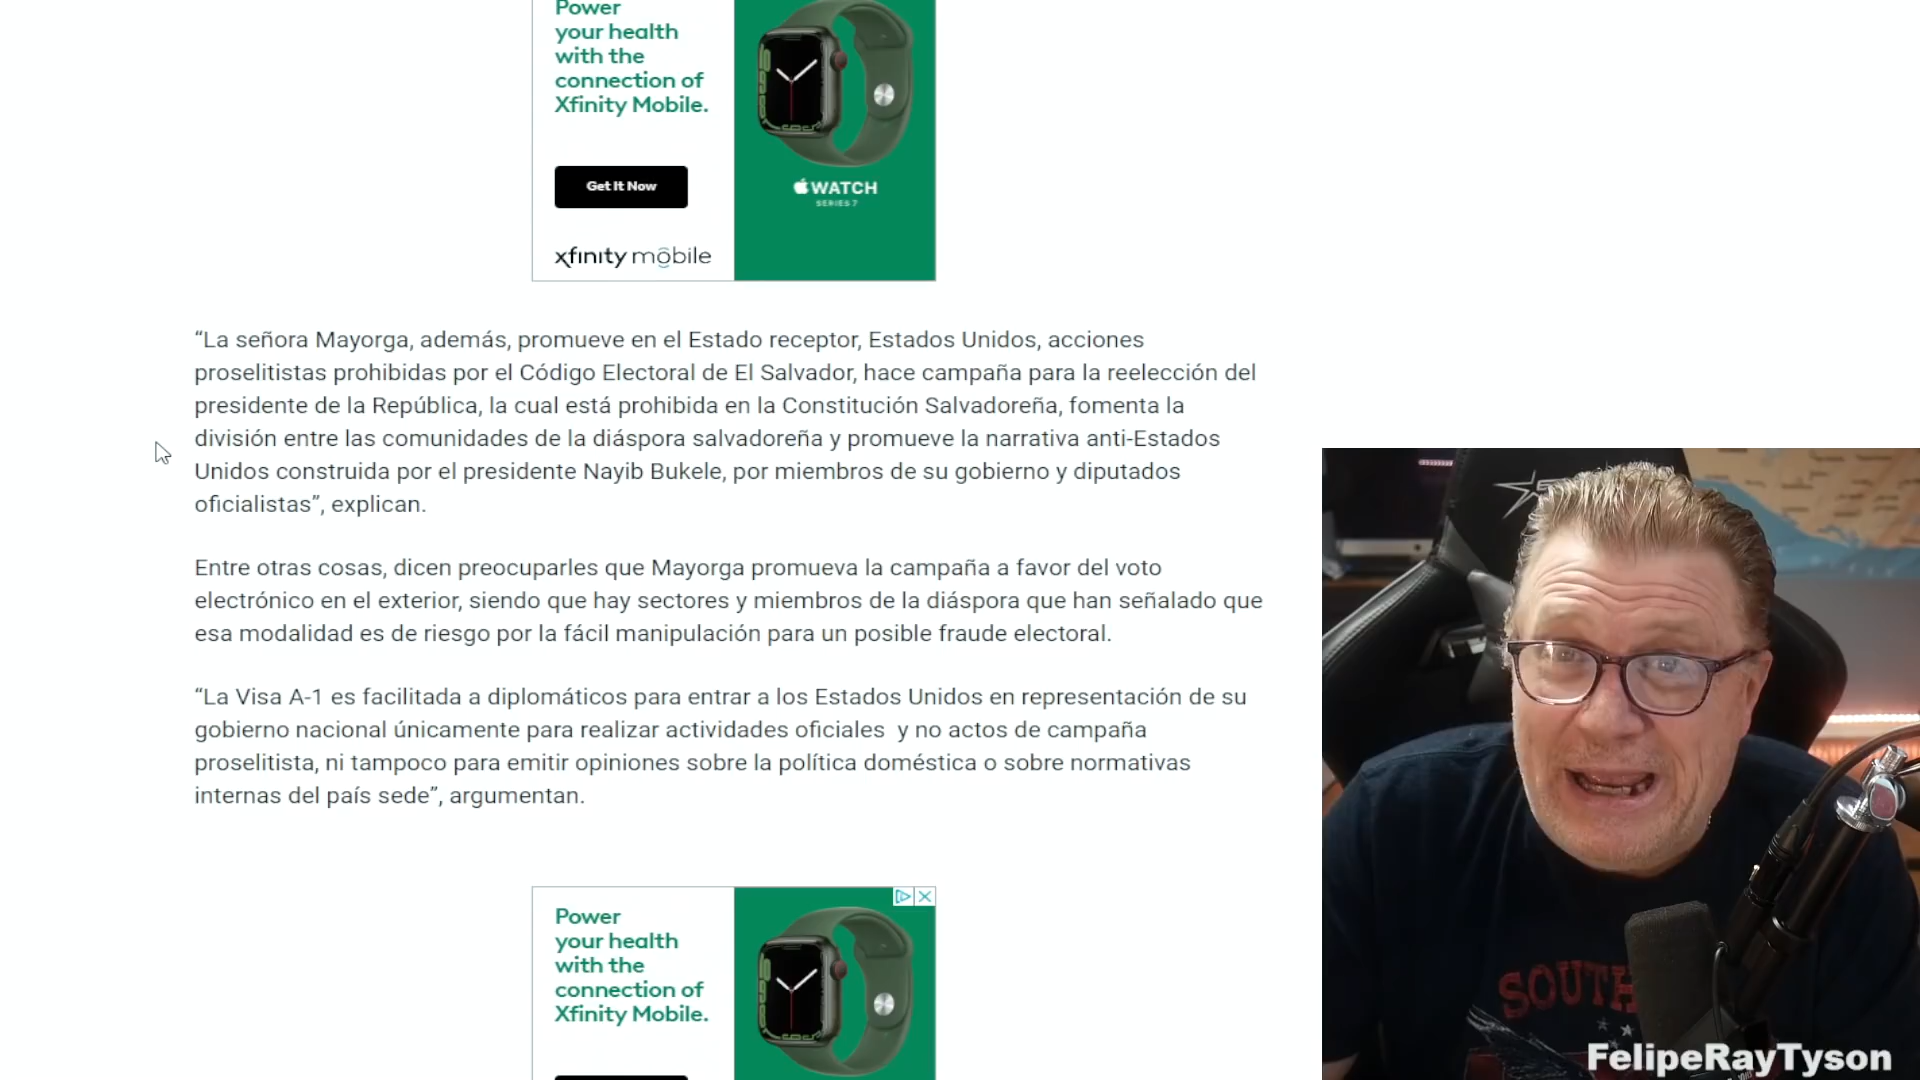 Power
your health
with the
connection of
Xfinity Mobile.
Get It Now
xfinity mobile
WATCH
SERIES 7
“La señora Mayorga, además, promueve en el Estado receptor, Estados Unidos, acciones
proselitistas prohibidas por el Código Electoral de El Salvador, hace campaña para la reelección del
presidente de la República, la cual está prohibida en la Constitución Salvadoreña, fomenta la
división entre las comunidades de la diáspora salvadoreña y promueve la narrativa anti-Estados
Unidos construida por el presidente Nayib Bukele, por miembros de su gobierno y diputados
oficialistas”, explican.
Entre otras cosas, dicen preocuparles que Mayorga promueva la campaña a favor del voto
electrónico en el exterior, siendo que hay sectores y miembros de la diáspora que han señalado que
esa modalidad es de riesgo por la fácil manipulación para un posible fraude electoral.
“La Visa A-1 es facilitada a diplomáticos para entrar a los Estados Unidos en representación de su
gobierno nacional únicamente para realizar actividades oficiales  y no actos de campaña
proselitista, ni tampoco para emitir opiniones sobre la política doméstica o sobre normativas
internas del país sede”, argumentan.
Power
your health
with the
connection of
Xfinity Mobile.
SOUTH
FelipeRayTyson